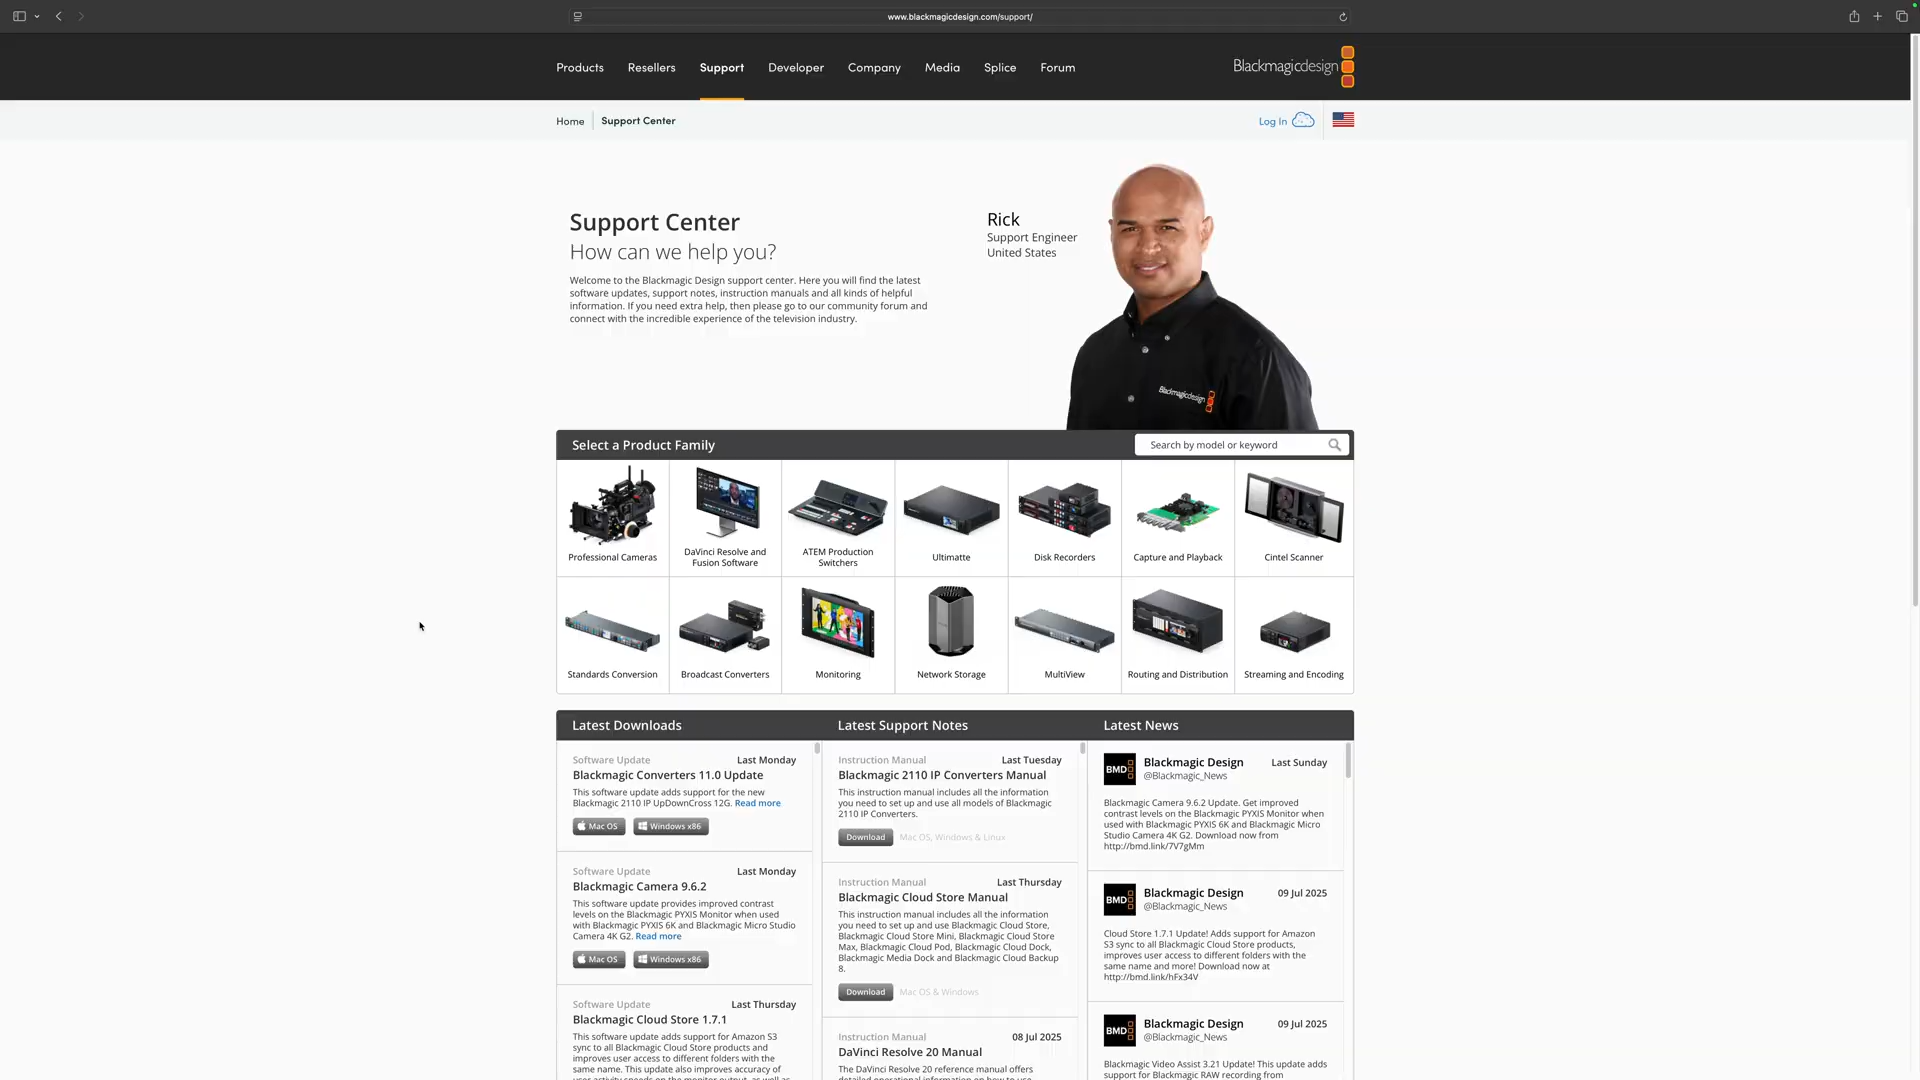 www.blackmagicdesign.com/support/
Products
Resellers
Support
Developer
Company
Media
Splice
Forum
Blackmagicdesign
Home
Support Center
Log In
Support Center
How can we help you?
Welcome to the Blackmagic Design support center. Here you will find the latest
software updates, support notes, instruction manuals and all kinds of helpful
information. If you need extra help, then please go to our community forum and
connect with the incredible experience of the television industry.
Rick
Support Engineer
United States
Blackmagicdesign
Select a Product Family
Search by model or keyword
Professional Cameras
DaVinci Resolve and
Fusion Software
ATEM Production
Switchers
Ultimatte
Disk Recorders
Capture and Playback
Cintel Scanner
Standards Conversion
Broadcast Converters
Monitoring
Network Storage
MultiView
Routing and Distribution
Streaming and Encoding
Latest Downloads
Software Update
Last Monday
Blackmagic Converters 11.0 Update
This software update adds support for the new
Blackmagic 2110 IP UpDownCross 12G. Read more
Mac OS
Windows x86
Software Update
Last Monday
Blackmagic Camera 9.6.2
This software update provides improved contrast
levels on the Blackmagic PYXIS Monitor when used
with Blackmagic PYXIS 6K and Blackmagic Micro Studio
Camera 4K G2. Read more
Mac OS
Windows x86
Software Update
Last Thursday
Blackmagic Cloud Store 1.7.1
This software update adds support for Amazon S3
sync to all Blackmagic Cloud Store products and
improves user access to different folders with the
same name. This update also improves accuracy of
user activity speeds on the monitor output, as well as
Latest Support Notes
Instruction Manual
Last Tuesday
Blackmagic 2110 IP Converters Manual
This instruction manual includes all the information
you need to set up and use all models of Blackmagic
2110 IP Converters.
Download
Mac OS, Windows & Linux
Instruction Manual
Last Thursday
Blackmagic Cloud Store Manual
This instruction manual includes all the information
you need to set up and use Blackmagic Cloud Store,
Blackmagic Cloud Store Mini, Blackmagic Cloud Store
Max, Blackmagic Cloud Pod, Blackmagic Cloud Dock,
Blackmagic Media Dock and Blackmagic Cloud Backup
8.
Download
Mac OS & Windows
Instruction Manual
08 Jul 2025
DaVinci Resolve 20 Manual
The DaVinci Resolve 20 reference manual offers
detailed operational information on how to use
Latest News
BMD
Blackmagic Design
Last Sunday
@Blackmagic_News
Blackmagic Camera 9.6.2 Update. Get improved
contrast levels on the Blackmagic PYXIS Monitor when
used with Blackmagic PYXIS 6K and Blackmagic Micro
Studio Camera 4K G2. Download now from
http://bmd.link/7V7gMm
BMD
Blackmagic Design
09 Jul 2025
@Blackmagic_News
Cloud Store 1.7.1 Update! Adds support for Amazon
S3 sync to all Blackmagic Cloud Store products,
improves user access to different folders with the
same name and more! Download now at
http://bmd.link/hFx34V
BMD
Blackmagic Design
09 Jul 2025
@Blackmagic_News
Blackmagic Video Assist 3.21 Update! This update adds
support for Blackmagic RAW recording from